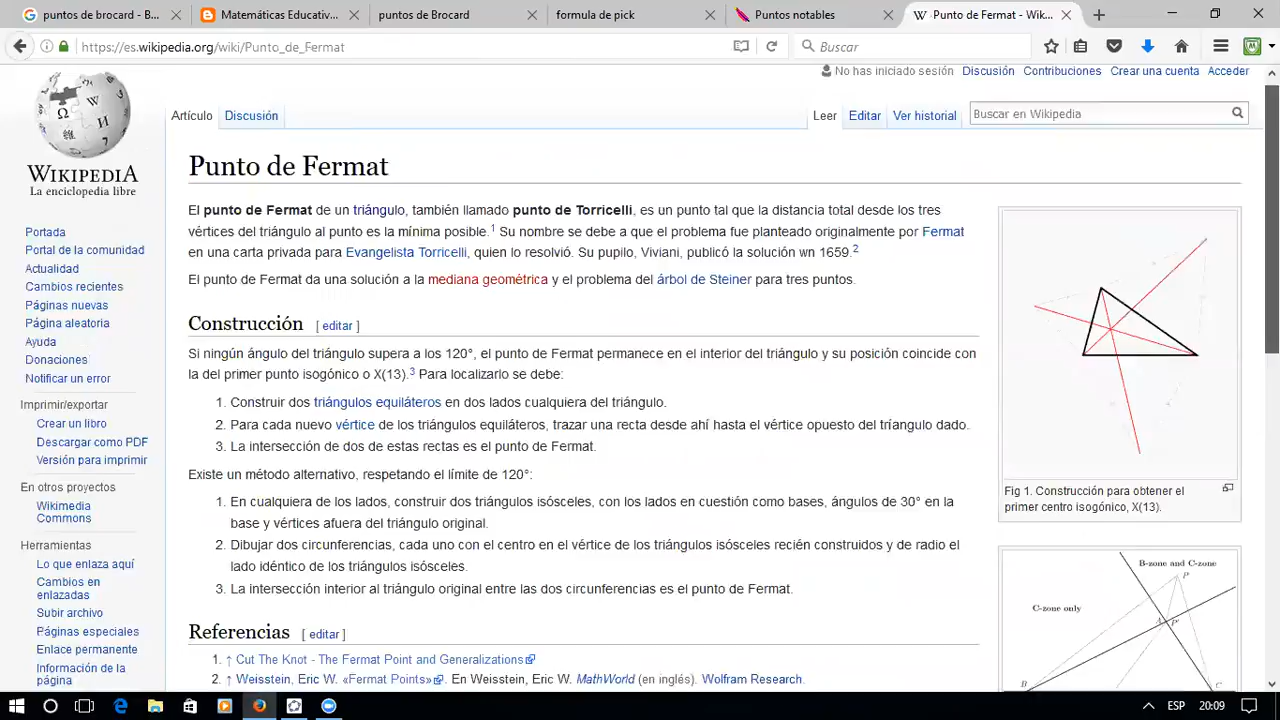 puntos de brocard - B...
Matemáticas Educativ...
puntos de Brocard
formula de pick
Puntos notables
Punto de Fermat - Wik...
https://es.wikipedia.org/wiki/Punto_de_Fermat
Buscar
No has iniciado sesión Discusión Contribuciones Crear una cuenta Acceder
Artículo Discusión
Leer Editar Ver historial
Buscar en Wikipedia
WIKIPEDIA
La enciclopedia libre
Portada
Portal de la comunidad
Actualidad
Cambios recientes
Páginas nuevas
Página aleatoria
Ayuda
Donaciones
Notificar un error
Imprimir/exportar
Crear un libro
Descargar como PDF
Versión para imprimir
En otros proyectos
Wikimedia
Commons
Herramientas
Lo que enlaza aquí
Cambios en
enlazadas
Subir archivo
Páginas especiales
Enlace permanente
Información de la
página
Punto de Fermat
El punto de Fermat de un triángulo, también llamado punto de Torricelli, es un punto tal que la distancia total desde los tres
vértices del triángulo al punto es la mínima posible.1 Su nombre se debe a que el problema fue planteado originalmente por Fermat
en una carta privada para Evangelista Torricelli, quien lo resolvió. Su pupilo, Viviani, publicó la solución wn 1659.2
El punto de Fermat da una solución a la mediana geométrica y el problema del árbol de Steiner para tres puntos.
Construcción [ editar ]
Si ningún ángulo del triángulo supera a los 120°, el punto de Fermat permanece en el interior del triángulo y su posición coincide con
la del primer punto isogónico o X(13).3 Para localizarlo se debe:
1. Construir dos triángulos equiláteros en dos lados cualquiera del triángulo.
2. Para cada nuevo vértice de los triángulos equiláteros, trazar una recta desde ahí hasta el vértice opuesto del tríangulo dado.
3. La intersección de dos de estas rectas es el punto de Fermat.
Existe un método alternativo, respetando el límite de 120°:
1. En cualquiera de los lados, construir dos triángulos isósceles, con los lados en cuestión como bases, ángulos de 30° en la
base y vértices afuera del triángulo original.
2. Dibujar dos circunferencias, cada uno con el centro en el vértice de los triángulos isósceles recién construidos y de radio el
lado idéntico de los triángulos isósceles.
3. La intersección interior al triángulo original entre las dos circunferencias es el punto de Fermat.
Referencias [ editar ]
1. ↑ Cut The Knot - The Fermat Point and Generalizations
2. ↑ Weisstein, Eric W. «Fermat Points». En Weisstein, Eric W. MathWorld (en inglés). Wolfram Research.
Fig 1. Construcción para obtener el
primer centro isogónico, X(13).
B-zone and C-zone
P
C-zone only
A
P'
B
C
ESP 20:09